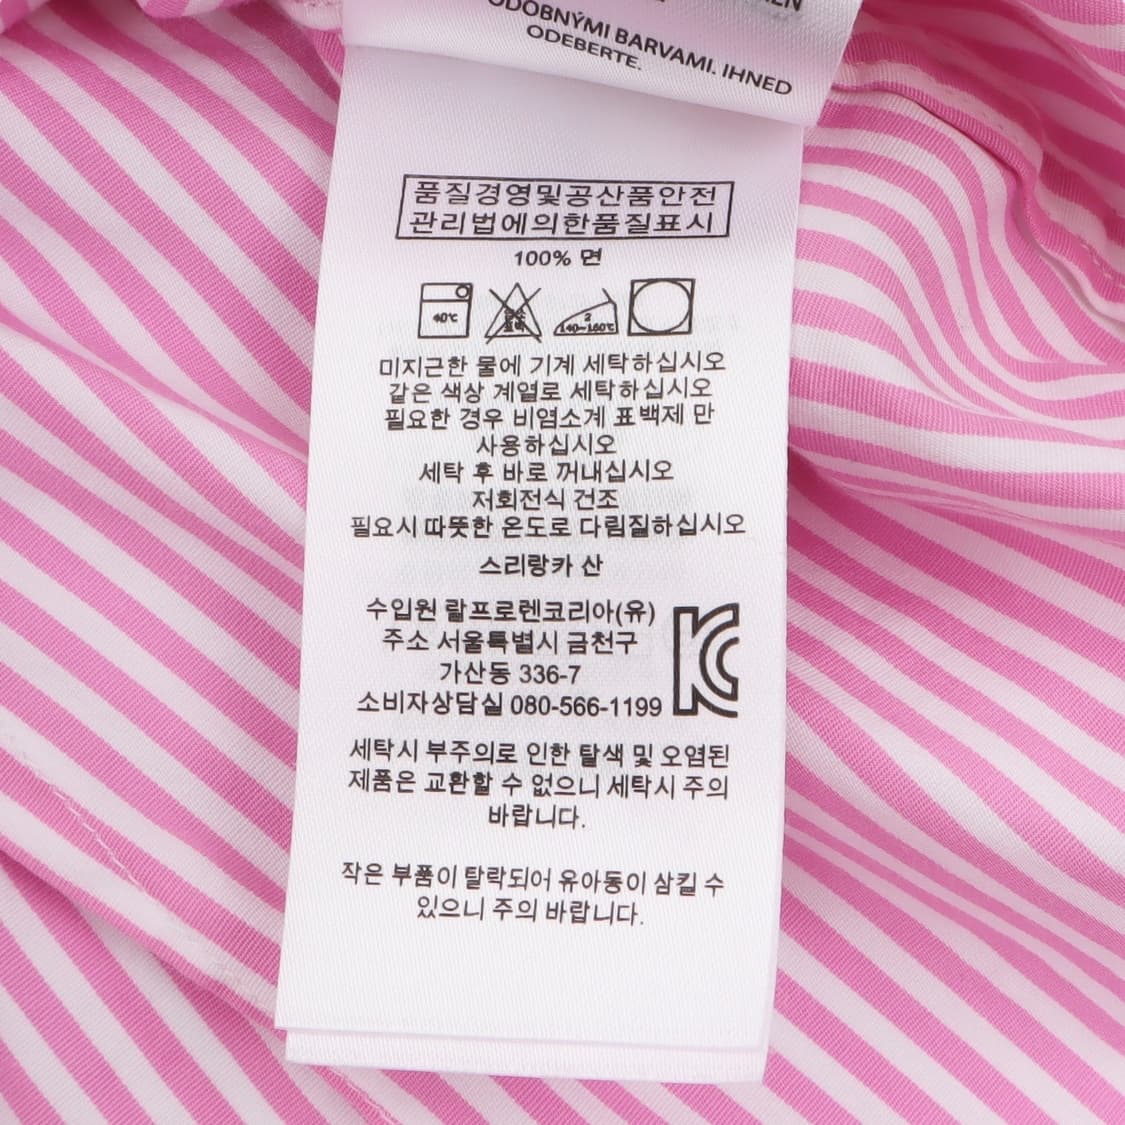 ODOBNÝMI BARVAMI. IHNED
ODEBERTE.
품질경영및공산품안전
관리법에의한품질표시
100% 면
40℃
염소
표백
2
140~160℃
미지근한 물에 기계 세탁하십시오
같은 색상 계열로 세탁하십시오
필요한 경우 비염소계 표백제 만
사용하십시오
세탁 후 바로 꺼내십시오
저회전식 건조
필요시 따뜻한 온도로 다림질하십시오
스리랑카 산
수입원 랄프로렌코리아(유)
주소 서울특별시 금천구
가산동 336-7
소비자상담실 080-566-1199
세탁시 부주의로 인한 탈색 및 오염된
제품은 교환할 수 없으니 세탁시 주의
바랍니다.
작은 부품이 탈락되어 유아동이 삼킬 수
있으니 주의 바랍니다.